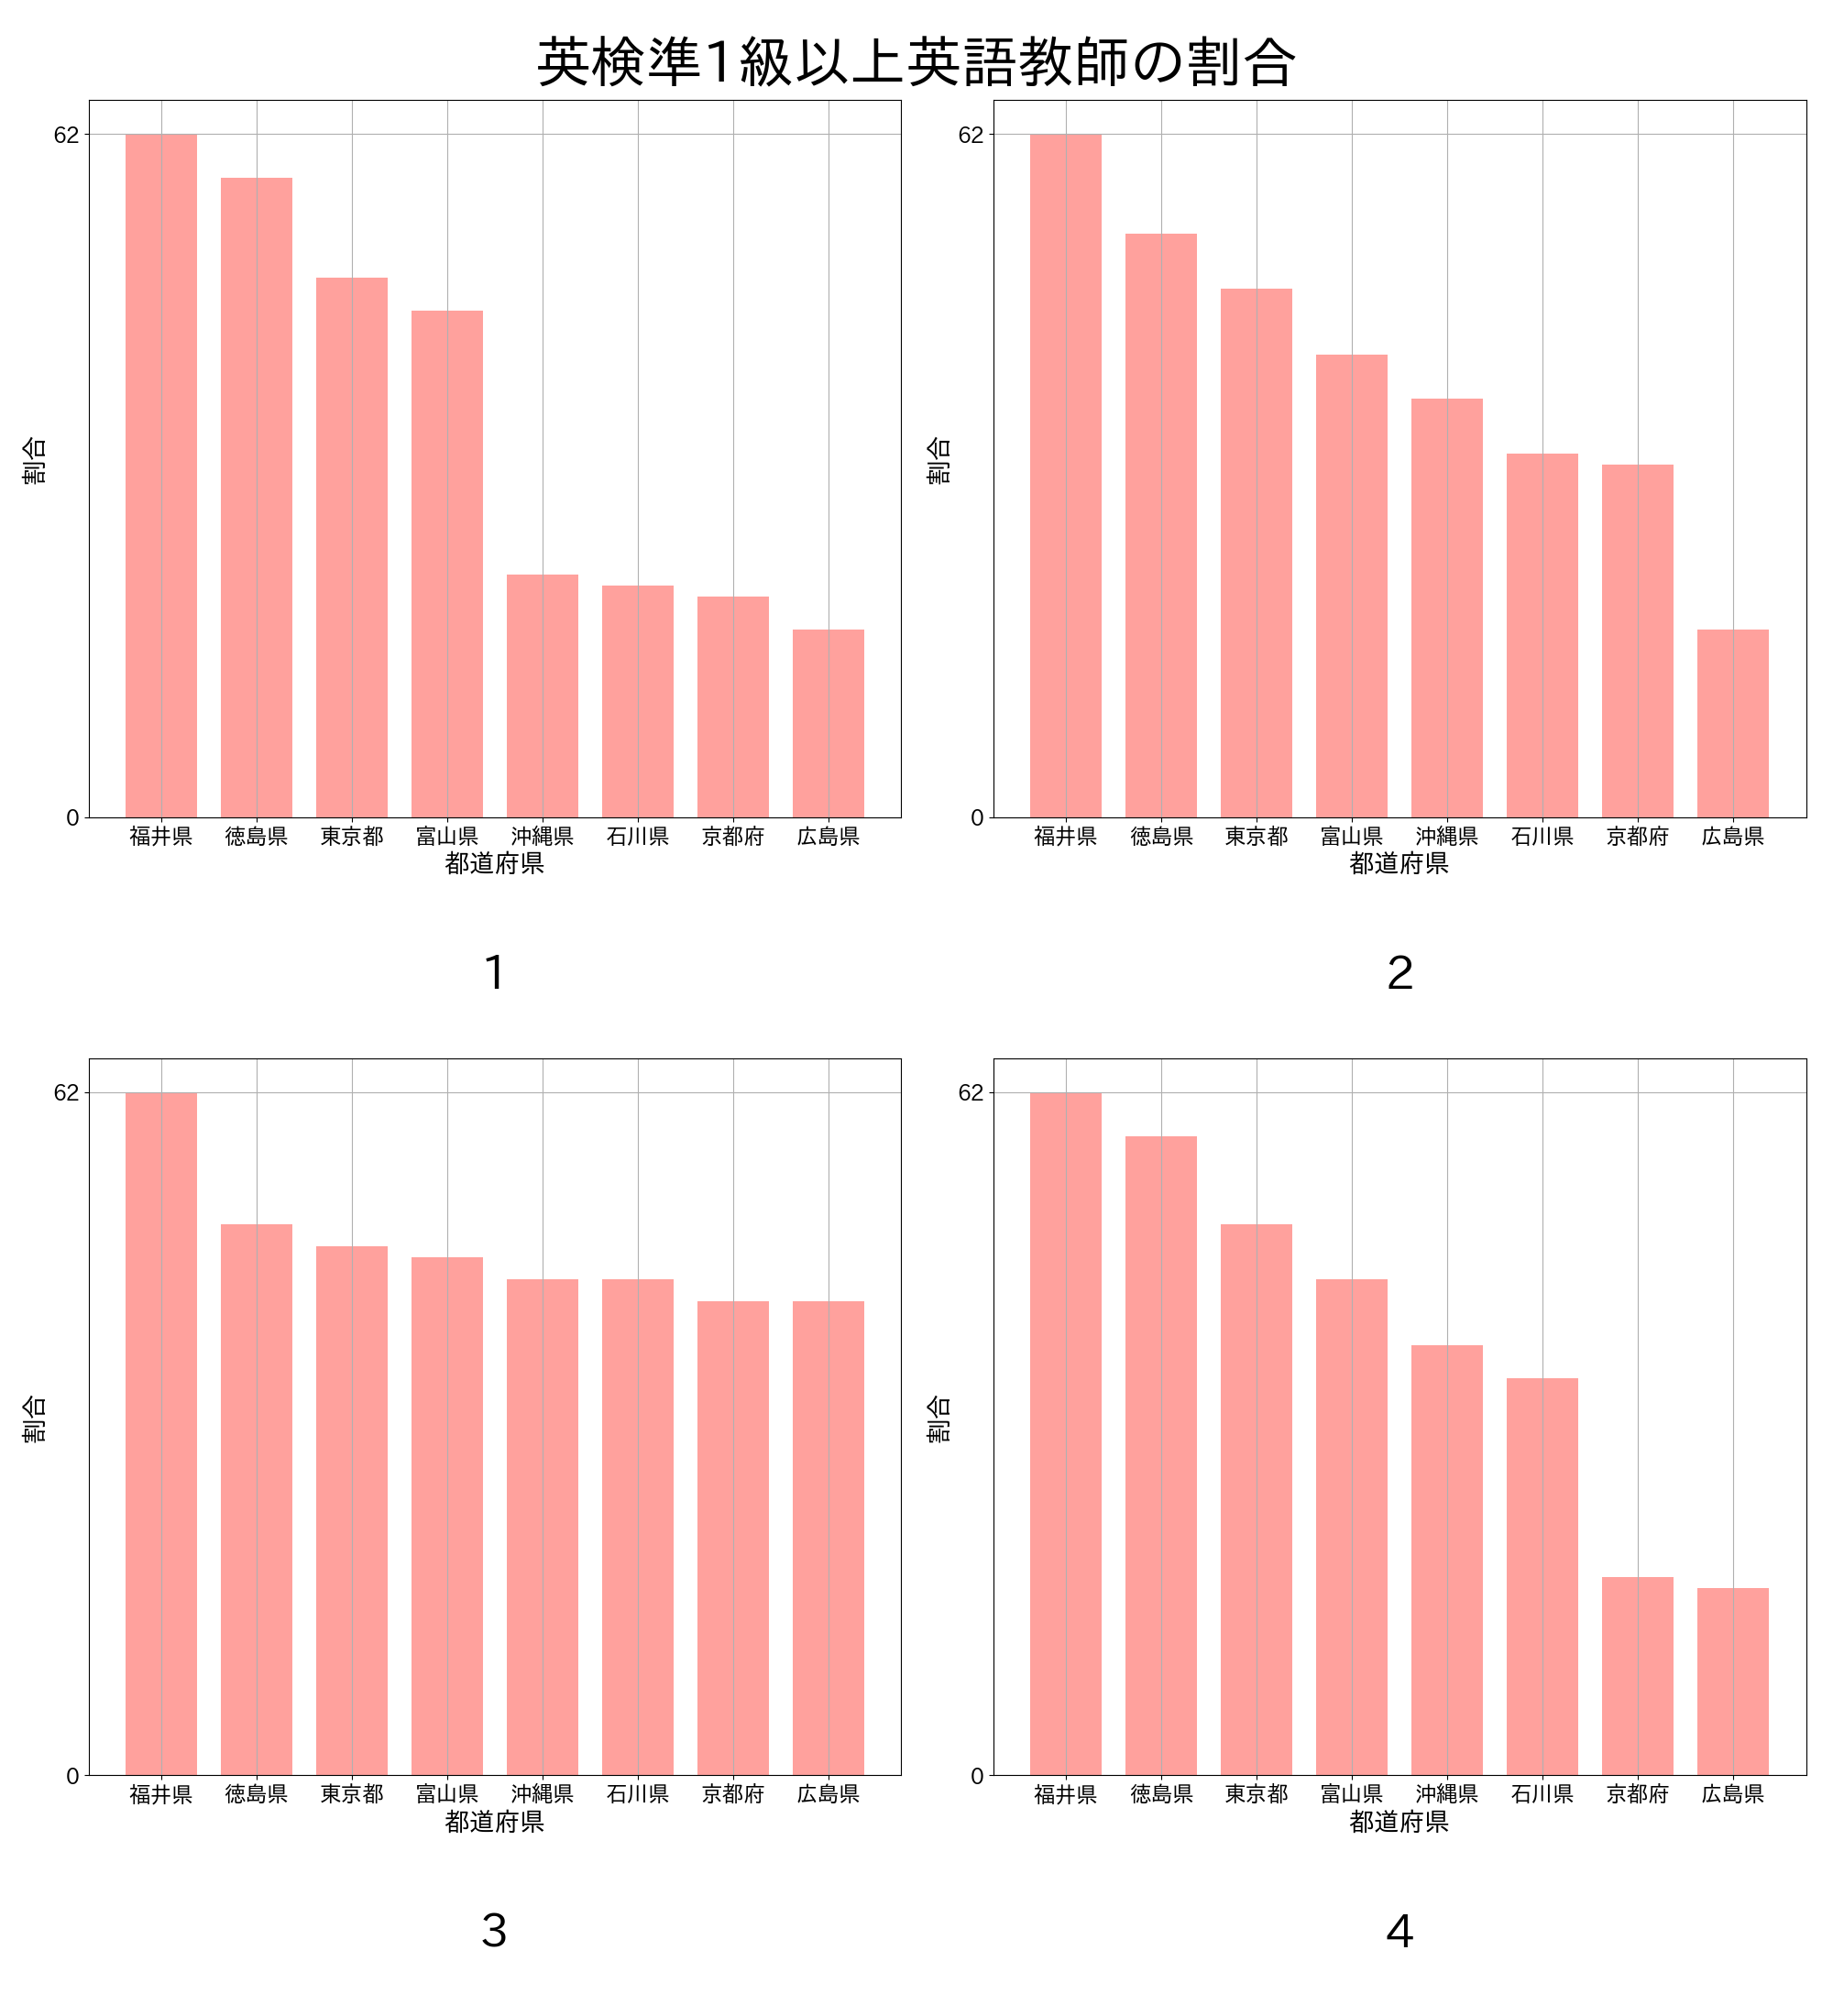 英検準1級以上英語教師の割合
62
0
割合
福井県 徳島県 東京都 富山県 沖縄県 石川県 京都府 広島県
都道府県
1
62
0
割合
福井県 徳島県 東京都 富山県 沖縄県 石川県 京都府 広島県
都道府県
2
62
0
割合
福井県 徳島県 東京都 富山県 沖縄県 石川県 京都府 広島県
都道府県
3
62
0
割合
福井県 徳島県 東京都 富山県 沖縄県 石川県 京都府 広島県
都道府県
4